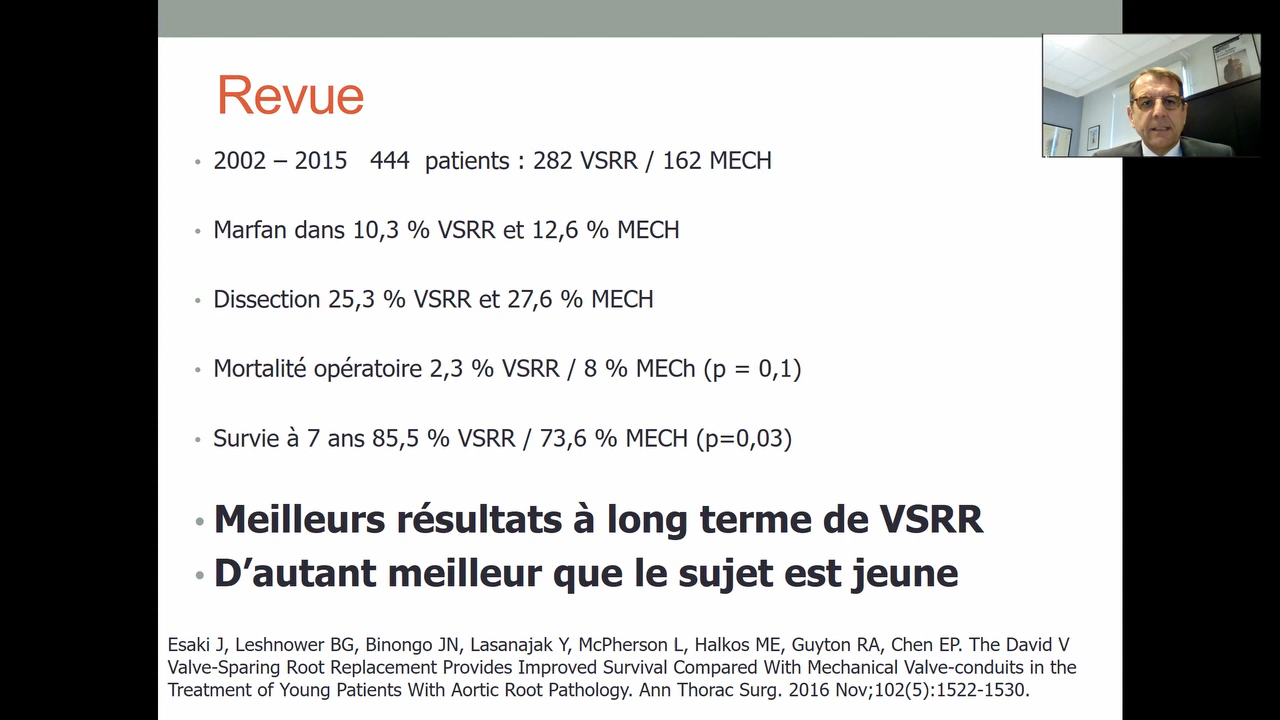 Revue
• 2002 – 2015 444 patients : 282 VSRR / 162 MECH
• Marfan dans 10,3 % VSRR et 12,6 % MECH
• Dissection 25,3 % VSRR et 27,6 % MECH
• Mortalité opératoire 2,3 % VSRR / 8 % MECh (p = 0,1)
• Survie à 7 ans 85,5 % VSRR / 73,6 % MECH (p=0,03)
• Meilleurs résultats à long terme de VSRR
• D’autant meilleur que le sujet est jeune
Esaki J, Leshnower BG, Binongo JN, Lasanajak Y, McPherson L, Halkos ME, Guyton RA, Chen EP. The David V
Valve-Sparing Root Replacement Provides Improved Survival Compared With Mechanical Valve-conduits in the
Treatment of Young Patients With Aortic Root Pathology. Ann Thorac Surg. 2016 Nov;102(5):1522-1530.